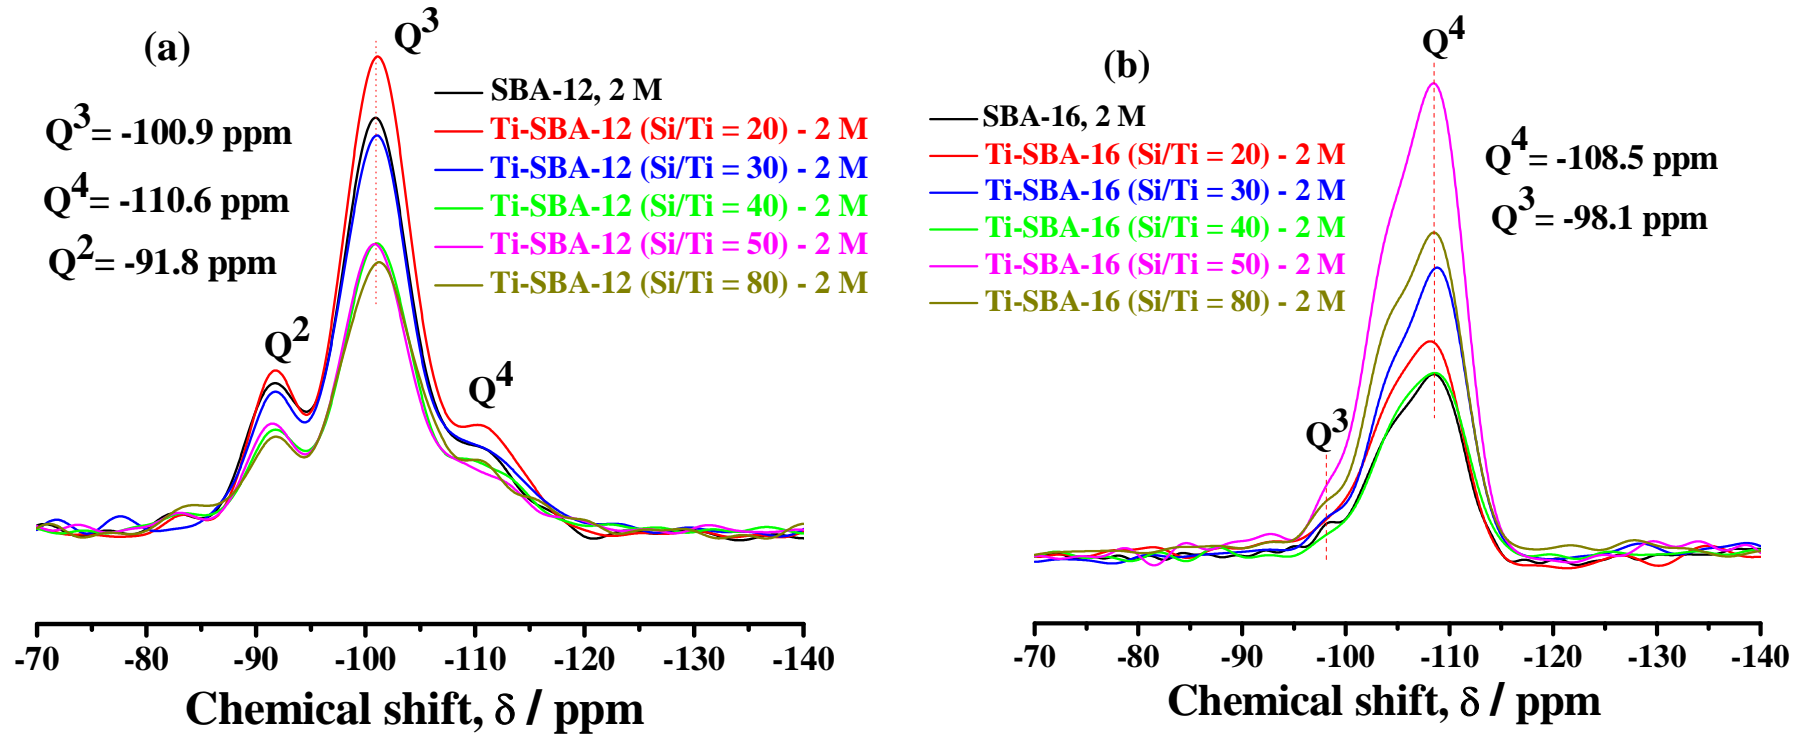 (a)
Q3
Q3= -100.9 ppm
Q4= -110.6 ppm
Q2= -91.8 ppm
SBA-12, 2 M
Ti-SBA-12 (Si/Ti = 20) - 2 M
Ti-SBA-12 (Si/Ti = 30) - 2 M
Ti-SBA-12 (Si/Ti = 40) - 2 M
Ti-SBA-12 (Si/Ti = 50) - 2 M
Ti-SBA-12 (Si/Ti = 80) - 2 M
Q2
Q4
-70 -80 -90 -100 -110 -120 -130 -140
Chemical shift, δ / ppm
(b)
Q4
SBA-16, 2 M
Ti-SBA-16 (Si/Ti = 20) - 2 M
Ti-SBA-16 (Si/Ti = 30) - 2 M
Ti-SBA-16 (Si/Ti = 40) - 2 M
Ti-SBA-16 (Si/Ti = 50) - 2 M
Ti-SBA-16 (Si/Ti = 80) - 2 M
Q4= -108.5 ppm
Q3= -98.1 ppm
Q3
-70 -80 -90 -100 -110 -120 -130 -140
Chemical shift, δ / ppm